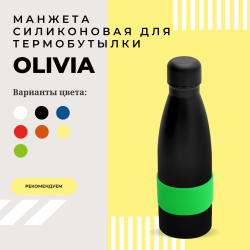 МАНЖЕТА
СИЛИКОНОВАЯ ДЛЯ
ТЕРМОБУТЫЛКИ
OLIVIA
Варианты цвета:
РЕКОМЕНДУЕМ